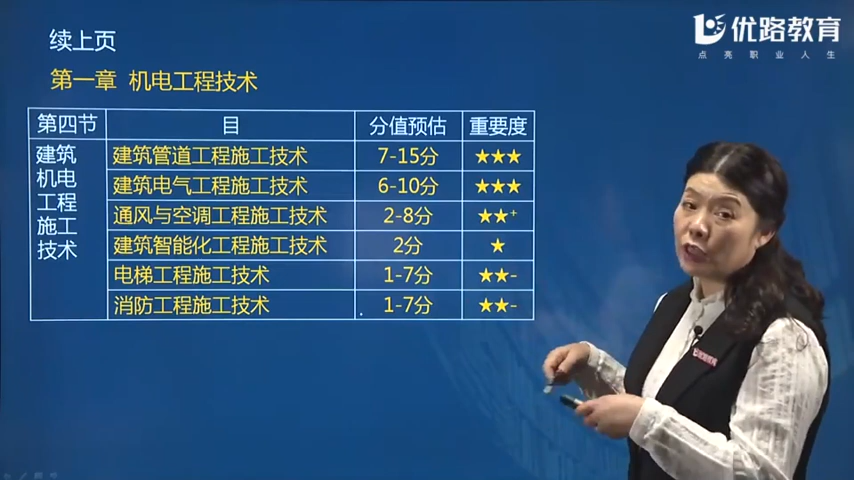 续上页
优路教育
点亮职业人生
第一章 机电工程技术
第四节 目 分值预估 重要度
建筑机电工程施工技术
建筑管道工程施工技术 7-15分 ★★★
建筑电气工程施工技术 6-10分 ★★★
通风与空调工程施工技术 2-8分 ★★+
建筑智能化工程施工技术 2分 ★
电梯工程施工技术 1-7分 ★★-
消防工程施工技术 1-7分 ★★-